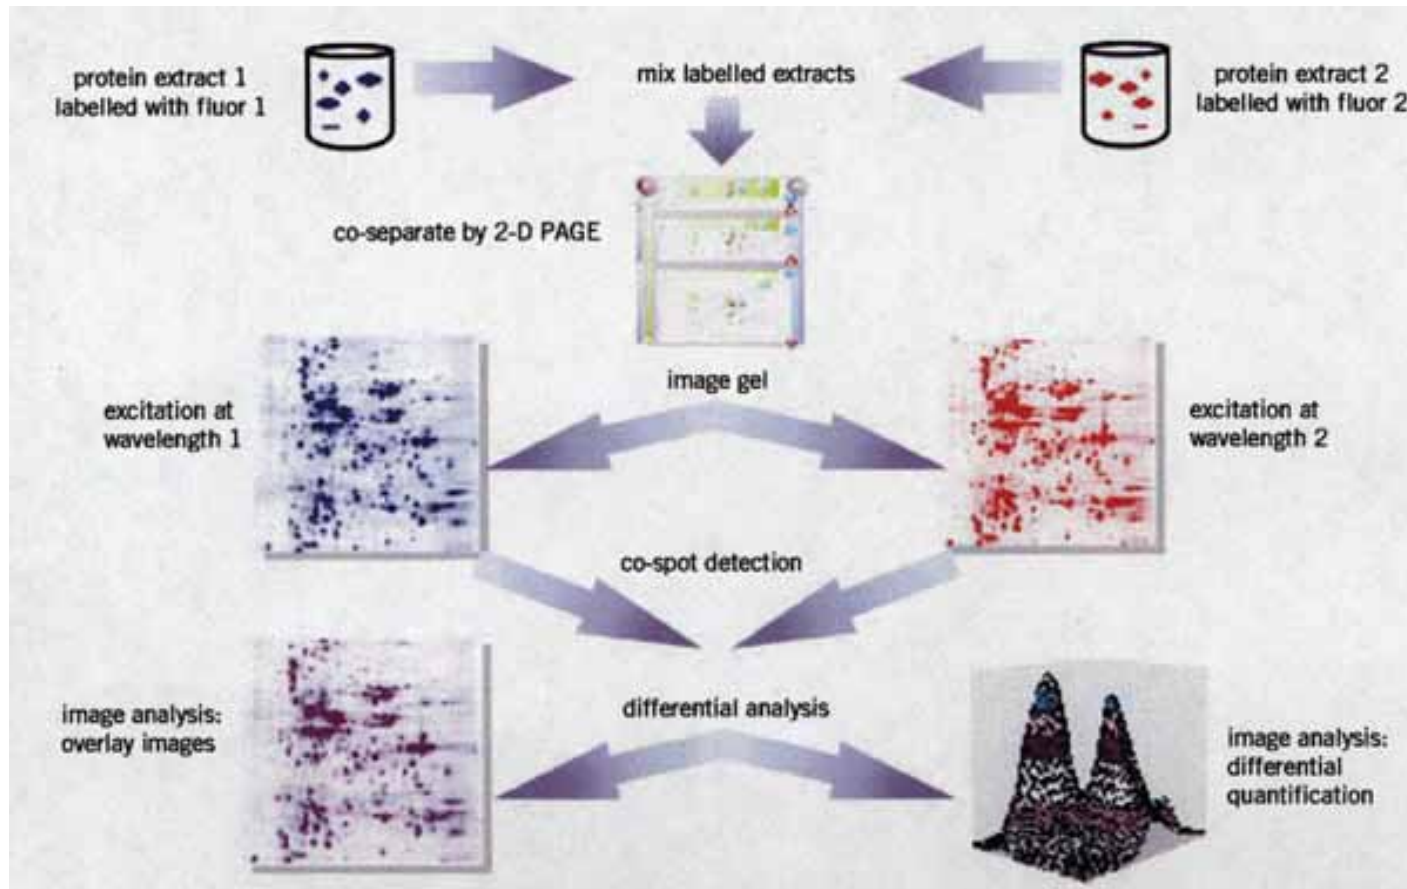 protein extract 1
labelled with fluor 1
mix labelled extracts
protein extract 2
labelled with fluor 2
co-separate by 2-D PAGE
image gel
excitation at
wavelength 1
excitation at
wavelength 2
co-spot detection
image analysis:
overlay images
differential analysis
image analysis:
differential
quantification